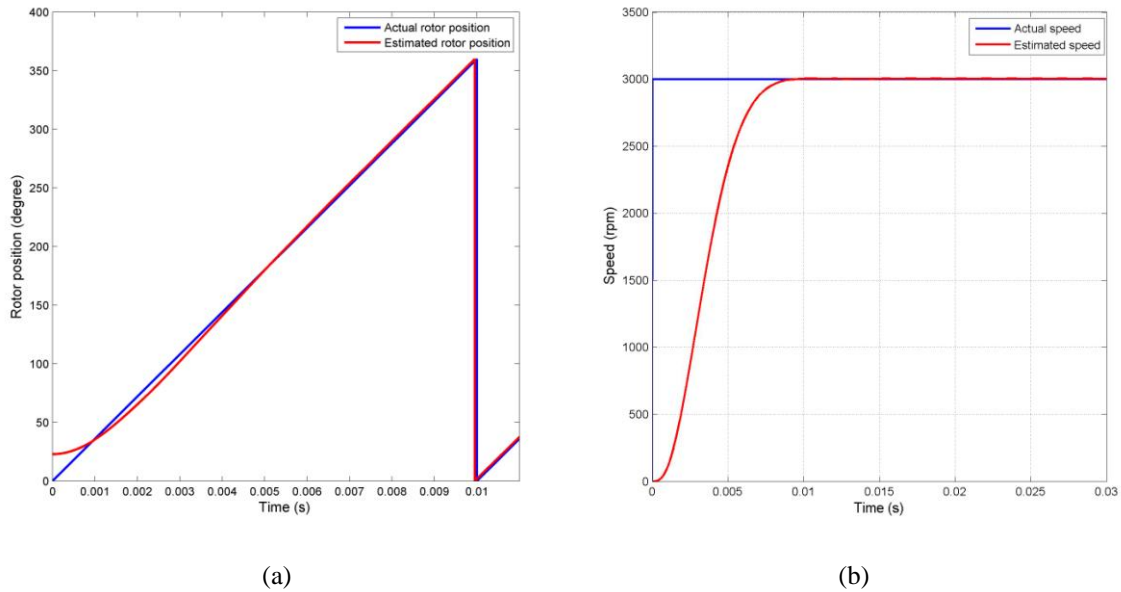 400
350
300
250
200
150
100
50
0
Rotor position (degree)
Actual rotor position
Estimated rotor position
0 0.001 0.002 0.003 0.004 0.005 0.006 0.007 0.008 0.009 0.01
Time (s)
(a)
3500
3000
2500
2000
1500
1000
500
0
Speed (rpm)
Actual speed
Estimated speed
0 0.005 0.01 0.015 0.02 0.025 0.03
Time (s)
(b)